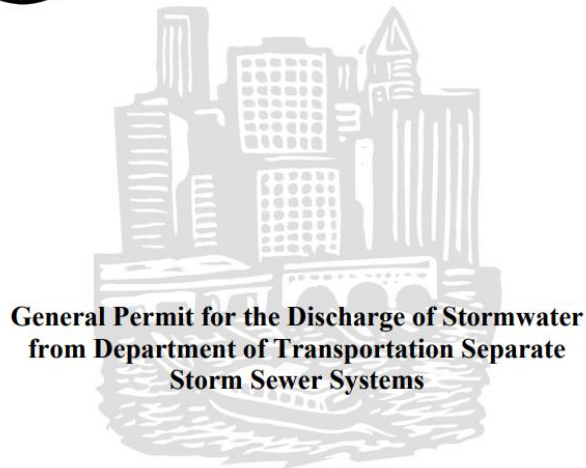 General Permit for the Discharge of Stormwater
from Department of Transportation Separate
Storm Sewer Systems